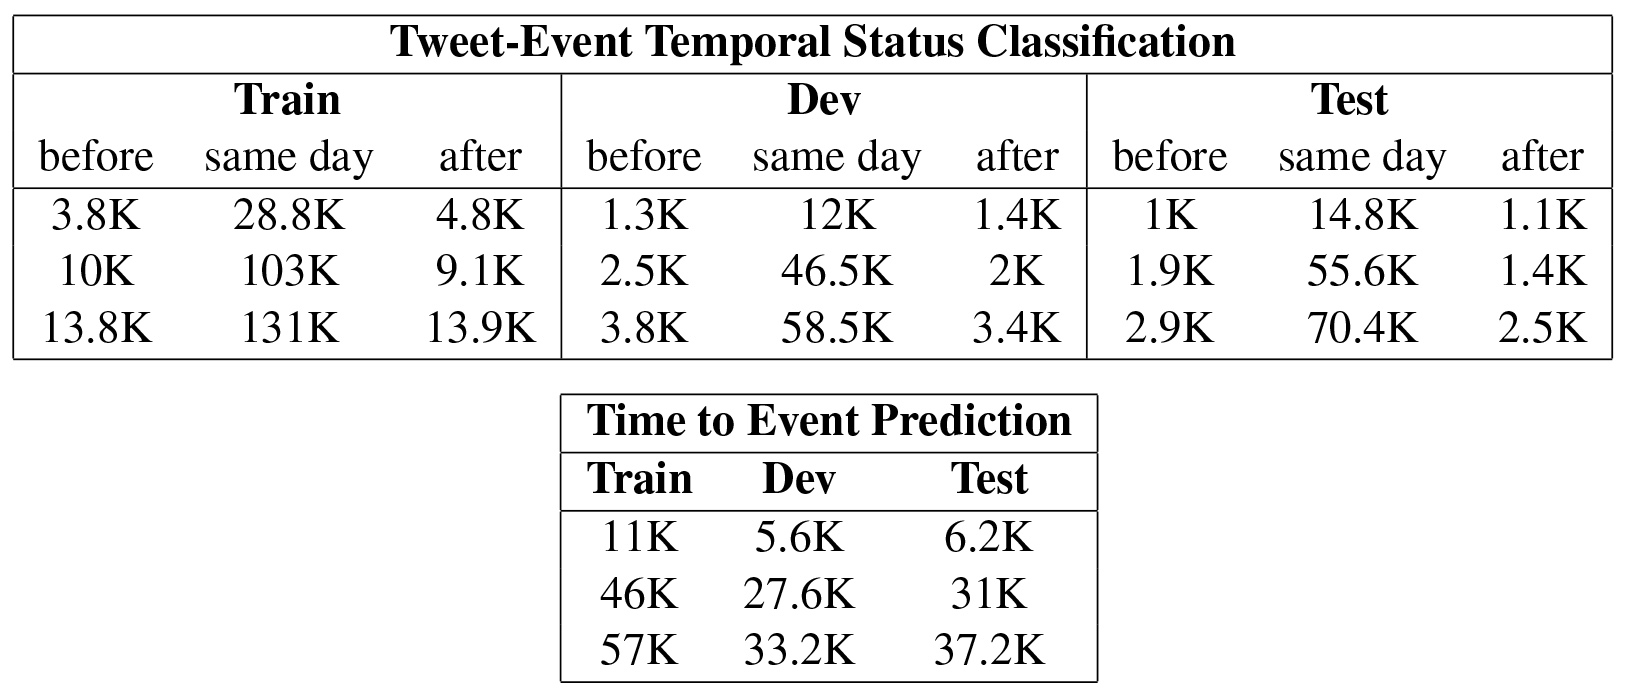 Tweet-Event Temporal Status Classification
Train Dev Test
before same day after before same day after before same day after
3.8K 28.8K 4.8K 1.3K 12K 1.4K 1K 14.8K 1.1K
10K 103K 9.1K 2.5K 46.5K 2K 1.9K 55.6K 1.4K
13.8K 131K 13.9K 3.8K 58.5K 3.4K 2.9K 70.4K 2.5K
Time to Event Prediction
Train Dev Test
11K 5.6K 6.2K
46K 27.6K 31K
57K 33.2K 37.2K